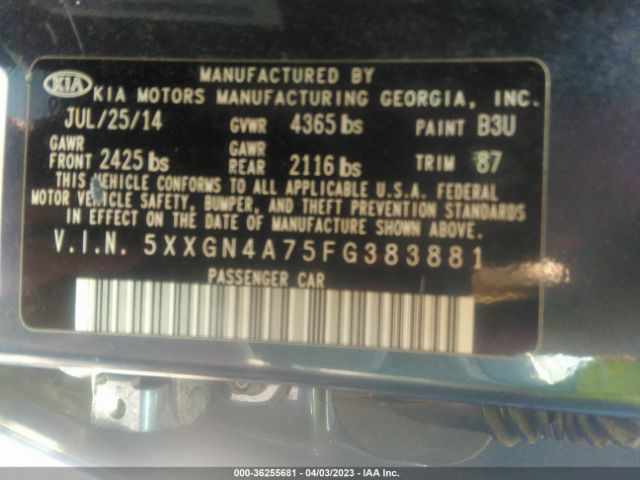 KIA
MANUFACTURED BY
KIA MOTORS MANUFACTURING GEORGIA, INC.
JUL/25/14 GVWR 4365 lbs PAINT B3U
GAWR FRONT 2425 lbs GAWR REAR 2116 lbs TRIM 87
THIS VEHICLE CONFORMS TO ALL APPLICABLE U.S.A. FEDERAL
MOTOR VEHICLE SAFETY, BUMPER, AND THEFT PREVENTION STANDARDS
IN EFFECT ON THE DATE OF MANUFACTURE SHOWN ABOVE.
V.I.N. 5XXGN4A75FG383881
PASSENGER CAR
000-36255681 - 04/03/2023 - IAA Inc.